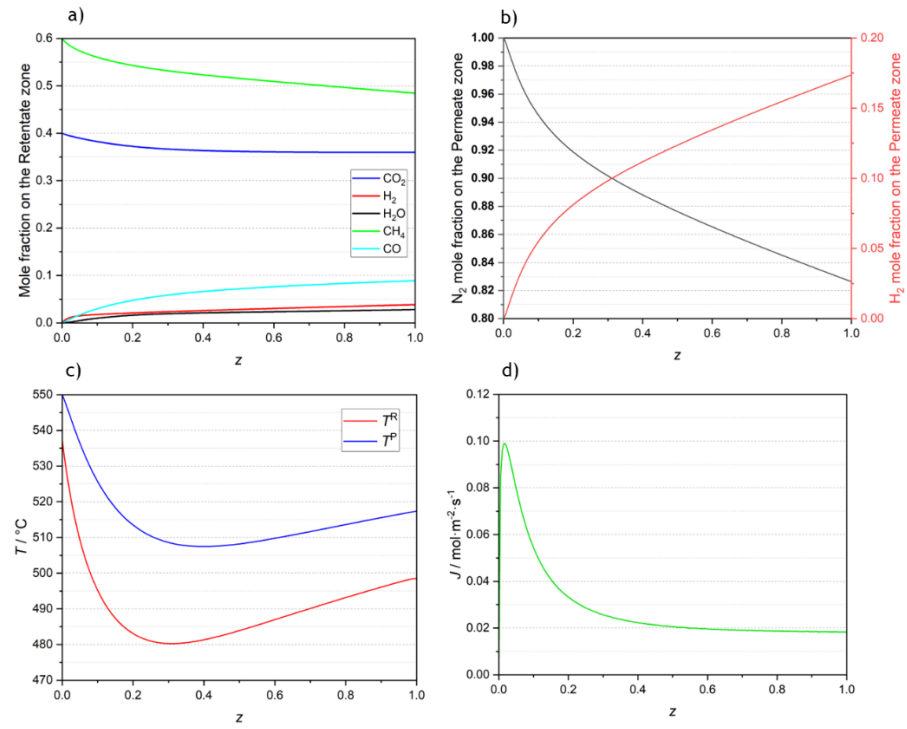 a)
Mole fraction on the Retentate zone
0.6
0.5
0.4
0.3
0.2
0.1
0.0
0.0 0.2 0.4 0.6 0.8 1.0
z
CO2
H2
H2O
CH4
CO
b)
N2 mole fraction on the Permeate zone
1.00
0.98
0.96
0.94
0.92
0.90
0.88
0.86
0.84
0.82
0.80
0.0 0.2 0.4 0.6 0.8 1.0
z
0.20
0.15
0.10
0.05
0.00
H2 mole fraction on the Permeate zone
c)
T / °C
550
540
530
520
510
500
490
480
470
0.0 0.2 0.4 0.6 0.8 1.0
z
TR
TP
d)
J / mol·m-2·s-1
0.12
0.10
0.08
0.06
0.04
0.02
0.00
0.0 0.2 0.4 0.6 0.8 1.0
z